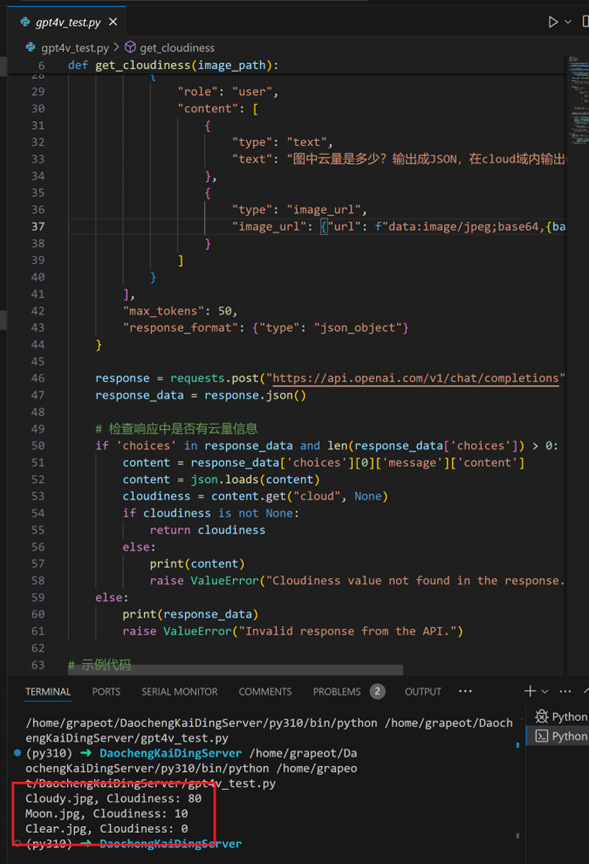 gpt4v_test.py
gpt4v_test.py > get_cloudiness
6 def get_cloudiness(image_path):
28 {
29 "role": "user",
30 "content": [
31 {
32 "type": "text",
33 "text": "图中云量是多少？输出成JSON，在cloud域内输出
34 },
35 {
36 "type": "image_url",
37 "image_url": {"url": f"data:image/jpeg;base64,{ba
38 }
39 ]
40 }
41 ],
42 "max_tokens": 50,
43 "response_format": {"type": "json_object"}
44 }
45
46 response = requests.post("https://api.openai.com/v1/chat/completions"
47 response_data = response.json()
48
49 # 检查响应中是否有云量信息
50 if 'choices' in response_data and len(response_data['choices']) > 0:
51 content = response_data['choices'][0]['message']['content']
52 content = json.loads(content)
53 cloudiness = content.get("cloud", None)
54 if cloudiness is not None:
55 return cloudiness
56 else:
57 print(content)
58 raise ValueError("Cloudiness value not found in the response.
59 else:
60 print(response_data)
61 raise ValueError("Invalid response from the API.")
62
63 # 示例代码
TERMINAL PORTS SERIAL MONITOR COMMENTS PROBLEMS 2 OUTPUT
/home/grapeot/DaochengKaiDingServer/py310/bin/python /home/grapeot/Daoch
engKaiDingServer/gpt4v_test.py
(py310) ➜ DaochengKaiDingServer /home/grapeot/Da
ochengKaiDingServer/py310/bin/python /home/grapeo
t/DaochengKaiDingServer/gpt4v_test.py
Cloudy.jpg, Cloudiness: 80
Moon.jpg, Cloudiness: 10
Clear.jpg, Cloudiness: 0
(py310) ➜ DaochengKaiDingServer
Python
Python